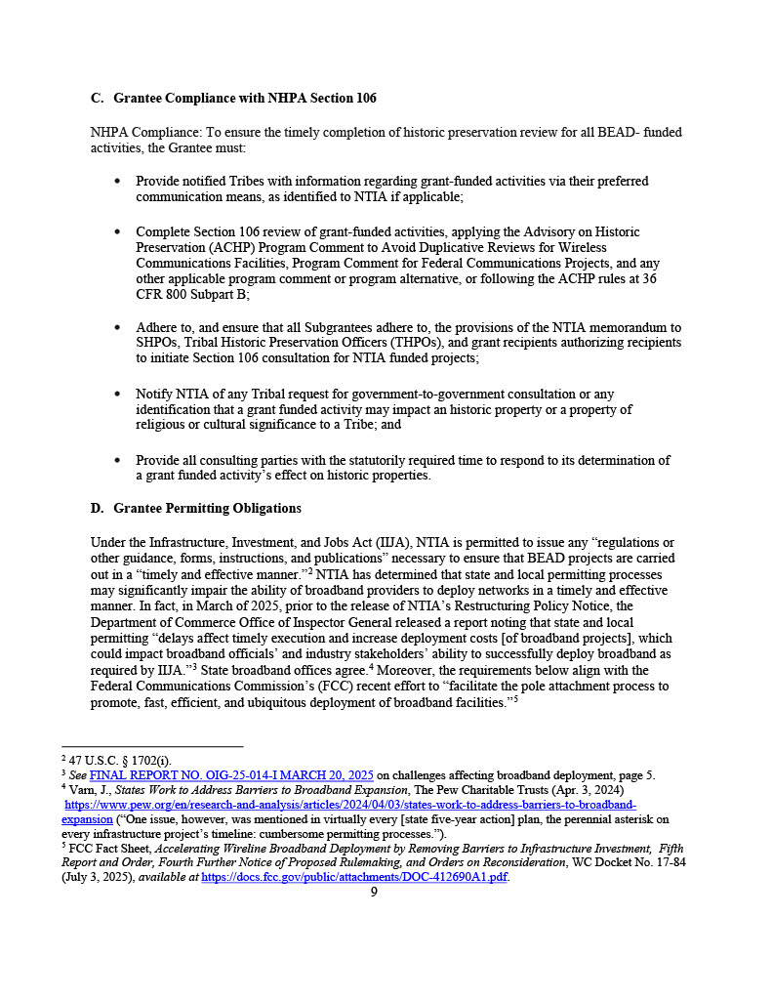 C. Grantee Compliance with NHPA Section 106
NHPA Compliance: To ensure the timely completion of historic preservation review for all BEAD- funded
activities, the Grantee must:
• Provide notified Tribes with information regarding grant-funded activities via their preferred
communication means, as identified to NTIA if applicable;
• Complete Section 106 review of grant-funded activities, applying the Advisory on Historic
Preservation (ACHP) Program Comment to Avoid Duplicative Reviews for Wireless
Communications Facilities, Program Comment for Federal Communications Projects, and any
other applicable program comment or program alternative, or following the ACHP rules at 36
CFR 800 Subpart B;
• Adhere to, and ensure that all Subgrantees adhere to, the provisions of the NTIA memorandum to
SHPOs, Tribal Historic Preservation Officers (THPOs), and grant recipients authorizing recipients
to initiate Section 106 consultation for NTIA funded projects;
• Notify NTIA of any Tribal request for government-to-government consultation or any
identification that a grant funded activity may impact an historic property or a property of
religious or cultural significance to a Tribe; and
• Provide all consulting parties with the statutorily required time to respond to its determination of
a grant funded activity’s effect on historic properties.
D. Grantee Permitting Obligations
Under the Infrastructure, Investment, and Jobs Act (IIJA), NTIA is permitted to issue any “regulations or
other guidance, forms, instructions, and publications” necessary to ensure that BEAD projects are carried
out in a “timely and effective manner.”2 NTIA has determined that state and local permitting processes
may significantly impair the ability of broadband providers to deploy networks in a timely and effective
manner. In fact, in March of 2025, prior to the release of NTIA’s Restructuring Policy Notice, the
Department of Commerce Office of Inspector General released a report noting that state and local
permitting “delays affect timely execution and increase deployment costs [of broadband projects], which
could impact broadband officials’ and industry stakeholders’ ability to successfully deploy broadband as
required by IIJA.”3 State broadband offices agree.4 Moreover, the requirements below align with the
Federal Communications Commission’s (FCC) recent effort to “facilitate the pole attachment process to
promote, fast, efficient, and ubiquitous deployment of broadband facilities.”5
2 47 U.S.C. § 1702(i).
3 See FINAL REPORT NO. OIG-25-014-I MARCH 20, 2025 on challenges affecting broadband deployment, page 5.
4 Varn, J., States Work to Address Barriers to Broadband Expansion, The Pew Charitable Trusts (Apr. 3, 2024)
https://www.pew.org/en/research-and-analysis/articles/2024/04/03/states-work-to-address-barriers-to-broadband-
expansion (“One issue, however, was mentioned in virtually every [state five-year action] plan, the perennial asterisk on
every infrastructure project’s timeline: cumbersome permitting processes.”).
5 FCC Fact Sheet, Accelerating Wireline Broadband Deployment by Removing Barriers to Infrastructure Investment, Fifth
Report and Order, Fourth Further Notice of Proposed Rulemaking, and Orders on Reconsideration, WC Docket No. 17-84
(July 3, 2025), available at https://docs.fcc.gov/public/attachments/DOC-412690A1.pdf.
9